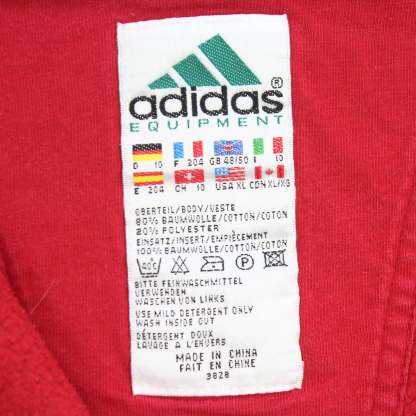 adidas ®
EQUIPMENT
D 10 F 204 GB 48/50 I 10
E 204 CH 10 USA XL CDN XL/XG
OBERTEIL/BODY/VESTE
80% BAUMWOLLE/COTTON/COTON
20% POLYESTER
EINSATZ/INSERT/EMPIÈCEMENT
100% BAUMWOLLE/COTTON/COTON
40°C P
BITTE FEINWASCHMITTEL
VERWENDEN
WASCHEN VON LINKS
USE MILD DETERGENT ONLY
WASH INSIDE OUT
DÉTERGENT DOUX
LAVAGE À L'ENVERS
MADE IN CHINA
FAIT EN CHINE
3828